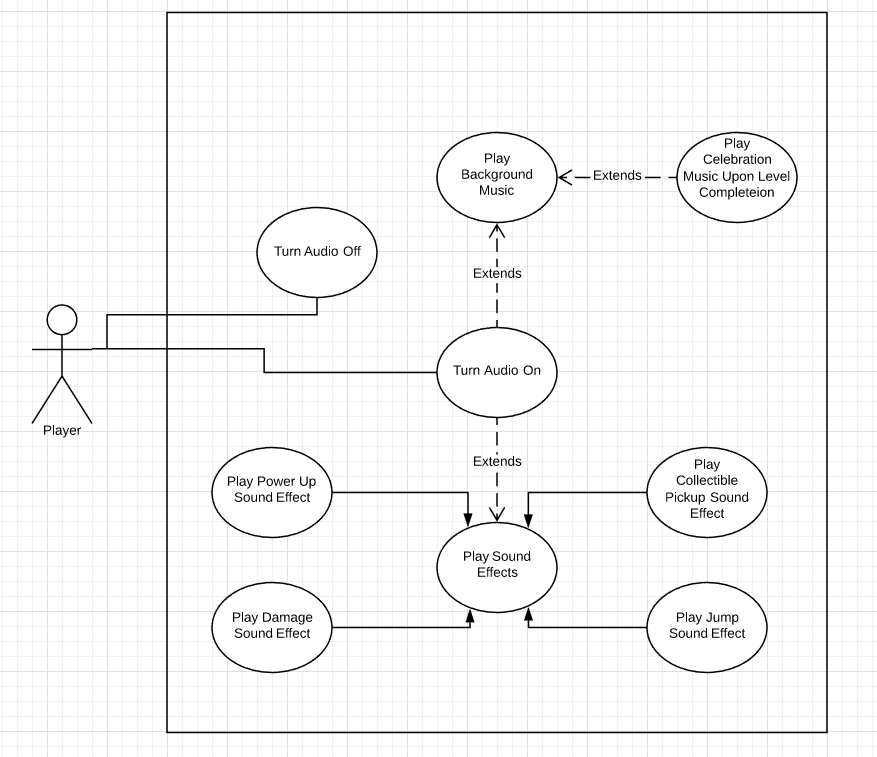 Play
Background
Music
Extends
Play
Celebration
Music Upon Level
Completeion
Turn Audio Off
Extends
Turn Audio On
Player
Extends
Play Power Up
Sound Effect
Play
Collectible
Pickup Sound
Effect
Play Sound
Effects
Play Damage
Sound Effect
Play Jump
Sound Effect